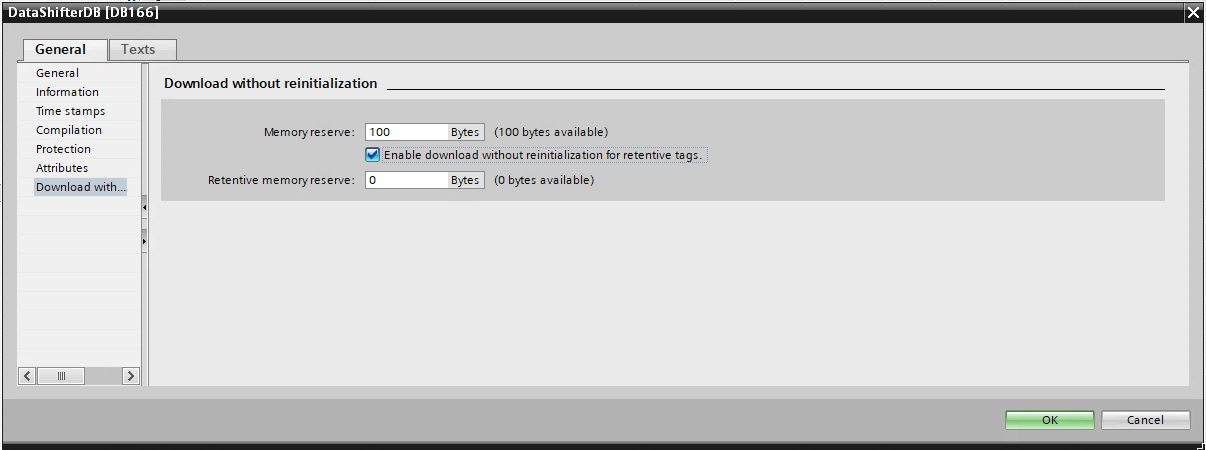 DataShifterDB [DB166]
General Texts
General
Information
Time stamps
Compilation
Protection
Attributes
Download with...
Download without reinitialization
Memory reserve: 100 Bytes (100 bytes available)
Enable download without reinitialization for retentive tags.
Retentive memory reserve: 0 Bytes (0 bytes available)
OK Cancel